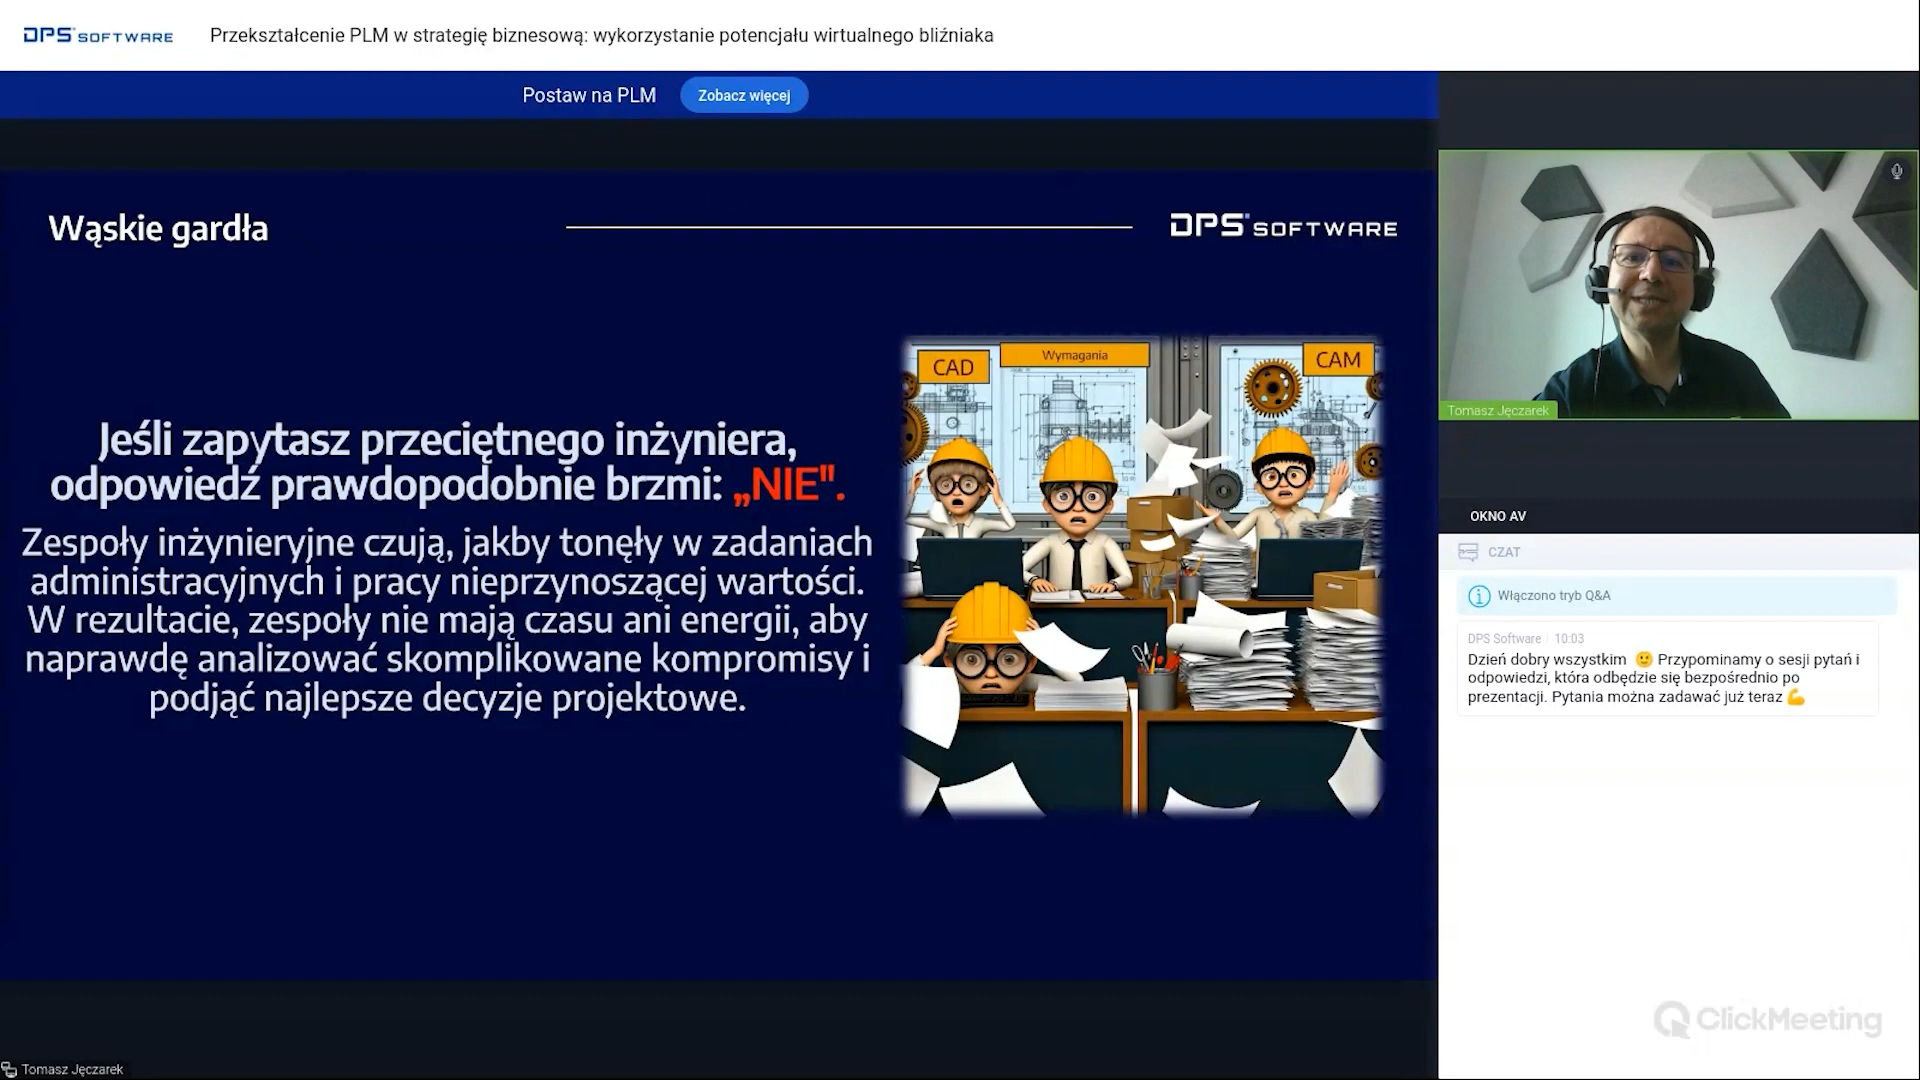 DPS SOFTWARE
Przekształcenie PLM w strategię biznesową: wykorzystanie potencjału wirtualnego bliźniaka
Postaw na PLM
Zobacz więcej
Wąskie gardła
DPS SOFTWARE
Jeśli zapytasz przeciętnego inżyniera,
odpowiedź prawdopodobnie brzmi: „NIE".
Zespoły inżynieryjne czują, jakby tonęły w zadaniach
administracyjnych i pracy nieprzynoszącej wartości.
W rezultacie, zespoły nie mają czasu ani energii, aby
naprawdę analizować skomplikowane kompromisy i
podjąć najlepsze decyzje projektowe.
CAD
Wymagania
CAM
Tomasz Jęczarek
OKNO AV
CZAT
Włączono tryb Q&A
DPS Software 10:03
Dzień dobry wszystkim 🙂 Przypominamy o sesji pytań i
odpowiedzi, która odbędzie się bezpośrednio po
prezentacji. Pytania można zadawać już teraz 💪
ClickMeeting
Tomasz Jęczarek